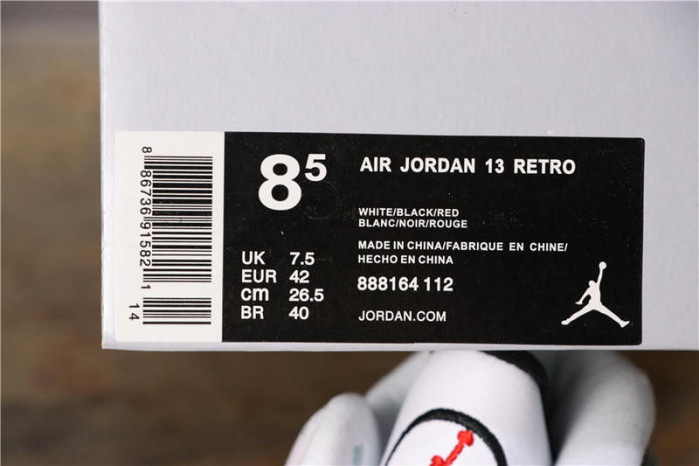 8 86736 91582 1
14
8 5
AIR JORDAN 13 RETRO
WHITE/BLACK/RED
BLANC/NOIR/ROUGE
MADE IN CHINA/FABRIQUE EN CHINE/
HECHO EN CHINA
UK 7.5
EUR 42
cm 26.5
BR 40
888164 112
JORDAN.COM